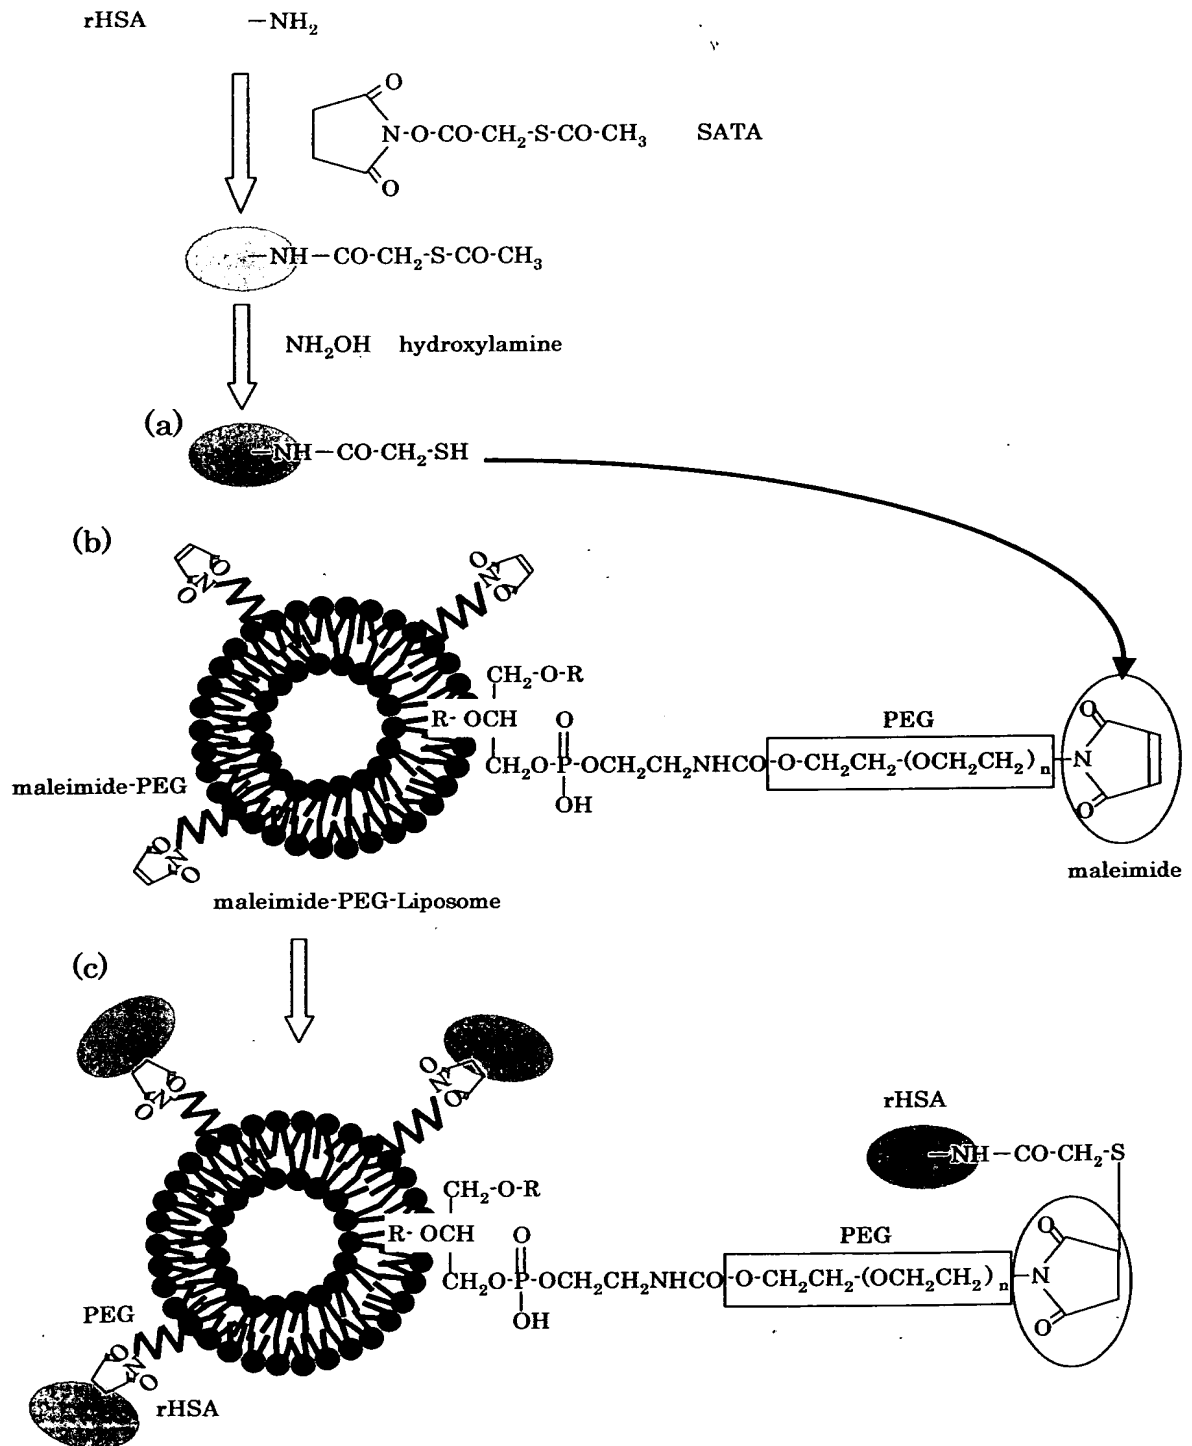 rHSA －NH₂
O
N-O-CO-CH₂-S-CO-CH₃ SATA
O
－NH－CO-CH₂-S-CO-CH₃
NH₂OH hydroxylamine
(a)
－NH－CO-CH₂-SH
(b)
O N O
O N O
CH₂-O-R
R- OCH O PEG O
CH₂O-P-OCH₂CH₂NHCO-O-CH₂CH₂-(OCH₂CH₂)n N
maleimide-PEG
OH O
O N O
maleimide
maleimide-PEG-Liposome
(c)
O N O
O N O
rHSA
－NH－CO-CH₂-S
CH₂-O-R
R- OCH O PEG O
CH₂O-P-OCH₂CH₂NHCO-O-CH₂CH₂-(OCH₂CH₂)n N
PEG OH O
O N O
rHSA